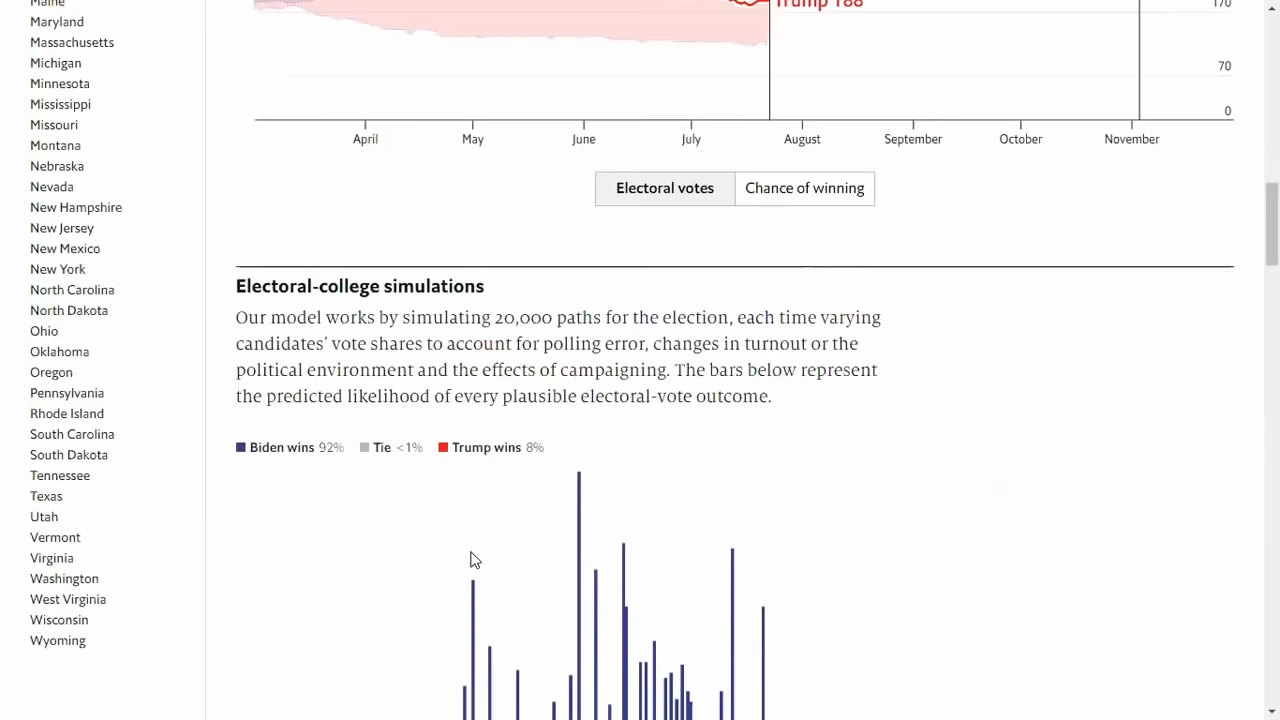 Maine
Maryland
Massachusetts
Michigan
Minnesota
Mississippi
Missouri
Montana
Nebraska
Nevada
New Hampshire
New Jersey
New Mexico
New York
North Carolina
North Dakota
Ohio
Oklahoma
Oregon
Pennsylvania
Rhode Island
South Carolina
South Dakota
Tennessee
Texas
Utah
Vermont
Virginia
Washington
West Virginia
Wisconsin
Wyoming
Trump 188
170
70
0
April May June July August September October November
Electoral votes Chance of winning
Electoral-college simulations
Our model works by simulating 20,000 paths for the election, each time varying
candidates' vote shares to account for polling error, changes in turnout or the
political environment and the effects of campaigning. The bars below represent
the predicted likelihood of every plausible electoral-vote outcome.
Biden wins 92% Tie <1% Trump wins 8%